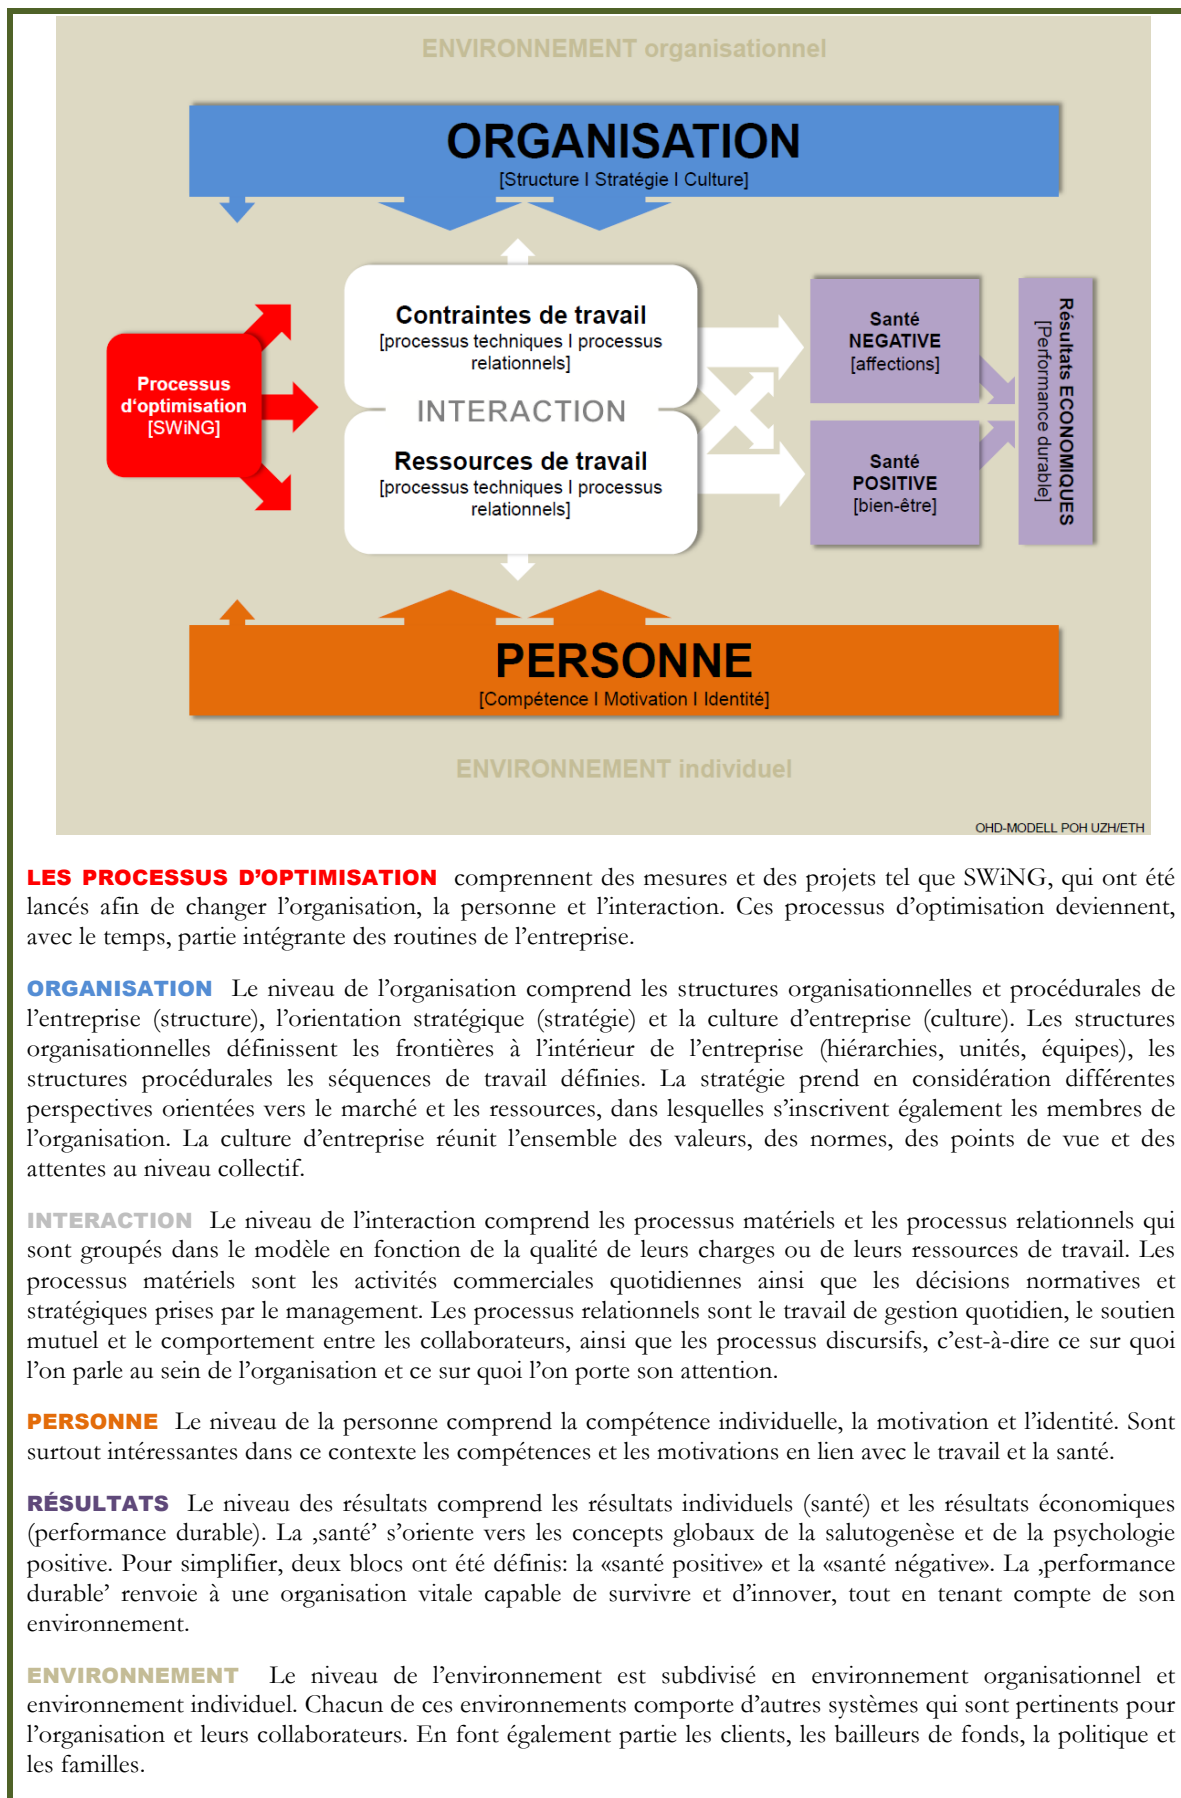 ENVIRONNEMENT organisationnel
ORGANISATION
[Structure I Stratégie I Culture]
Contraintes de travail
[processus techniques I processus
relationnels]
Processus
d‘optimisation
[SWiNG]
INTERACTION
Ressources de travail
[processus techniques I processus
relationnels]
Santé
NEGATIVE
[affections]
Santé
POSITIVE
[bien-être]
Résultats ECONOMIQUES
[Performance durable]
PERSONNE
[Compétence I Motivation I Identité]
ENVIRONNEMENT individuel
OHD-MODELL POH UZH/ETH
LES PROCESSUS D’OPTIMISATION comprennent des mesures et des projets tel que SWiNG, qui ont été
lancés afin de changer l’organisation, la personne et l’interaction. Ces processus d’optimisation deviennent,
avec le temps, partie intégrante des routines de l’entreprise.
ORGANISATION Le niveau de l’organisation comprend les structures organisationnelles et procédurales de
l’entreprise (structure), l’orientation stratégique (stratégie) et la culture d’entreprise (culture). Les structures
organisationnelles définissent les frontières à l’intérieur de l’entreprise (hiérarchies, unités, équipes), les
structures procédurales les séquences de travail définies. La stratégie prend en considération différentes
perspectives orientées vers le marché et les ressources, dans lesquelles s’inscrivent également les membres de
l’organisation. La culture d’entreprise réunit l’ensemble des valeurs, des normes, des points de vue et des
attentes au niveau collectif.
INTERACTION Le niveau de l’interaction comprend les processus matériels et les processus relationnels qui
sont groupés dans le modèle en fonction de la qualité de leurs charges ou de leurs ressources de travail. Les
processus matériels sont les activités commerciales quotidiennes ainsi que les décisions normatives et
stratégiques prises par le management. Les processus relationnels sont le travail de gestion quotidien, le soutien
mutuel et le comportement entre les collaborateurs, ainsi que les processus discursifs, c’est-à-dire ce sur quoi
l’on parle au sein de l’organisation et ce sur quoi l’on porte son attention.
PERSONNE Le niveau de la personne comprend la compétence individuelle, la motivation et l’identité. Sont
surtout intéressantes dans ce contexte les compétences et les motivations en lien avec le travail et la santé.
RÉSULTATS Le niveau des résultats comprend les résultats individuels (santé) et les résultats économiques
(performance durable). La ‚santé’ s’oriente vers les concepts globaux de la salutogenèse et de la psychologie
positive. Pour simplifier, deux blocs ont été définis: la «santé positive» et la «santé négative». La ‚performance
durable’ renvoie à une organisation vitale capable de survivre et d’innover, tout en tenant compte de son
environnement.
ENVIRONNEMENT Le niveau de l’environnement est subdivisé en environnement organisationnel et
environnement individuel. Chacun de ces environnements comporte d’autres systèmes qui sont pertinents pour
l’organisation et leurs collaborateurs. En font également partie les clients, les bailleurs de fonds, la politique et
les familles.